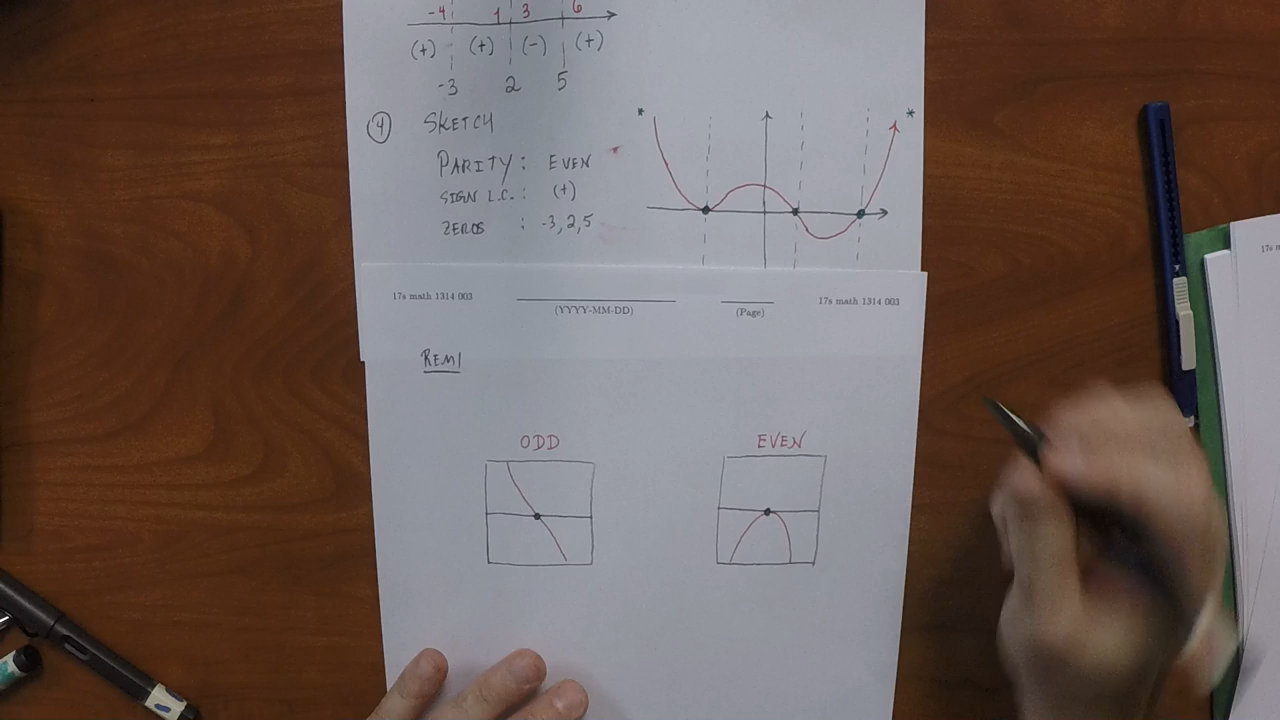 -4 1 3 6
(+) (+) (-) (+)
-3 2 5
4 SKETCH
* *
PARITY: EVEN
SIGN L.C.: (+)
ZEROS : -3,2,5
17s math 1314 003 17s math 1314 003
(YYYY-MM-DD) (Page)
REM1
ODD EVEN
17s m